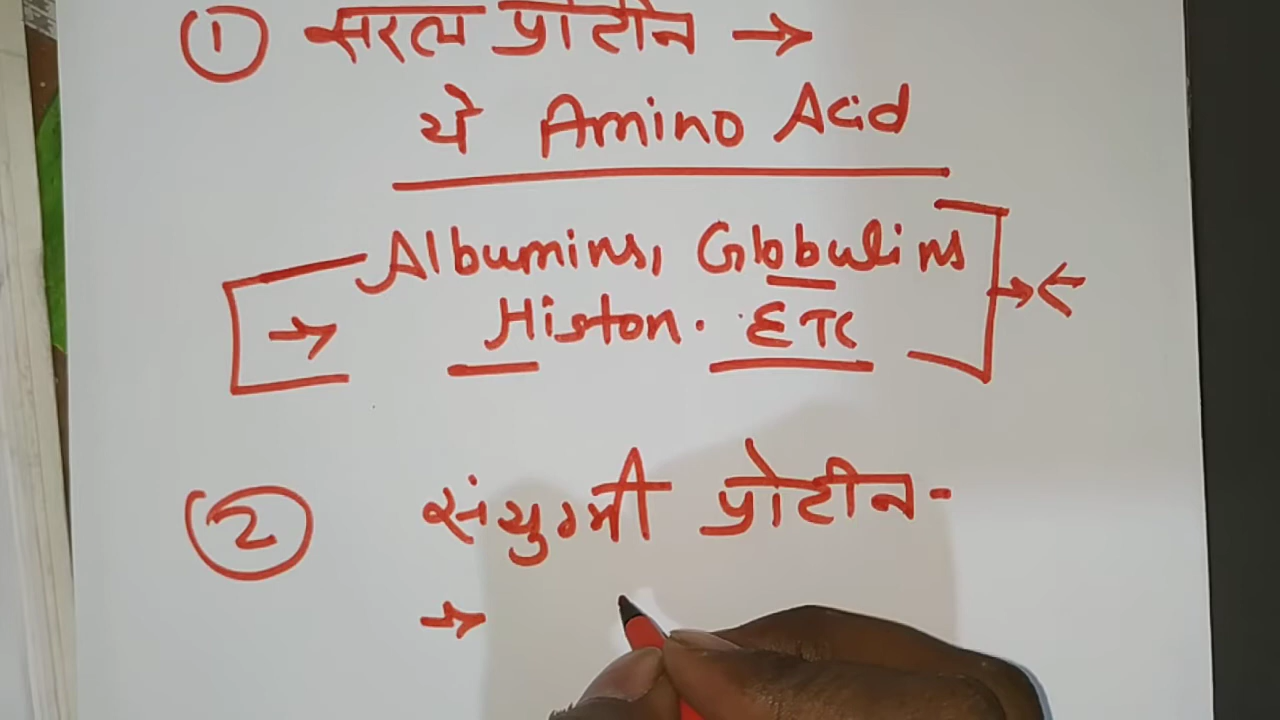 ① सरल प्रोटीन →
ये Amino Acid
Albumins, Globulins
→ Histon. ETC
② संयुग्मी प्रोटीन-
→